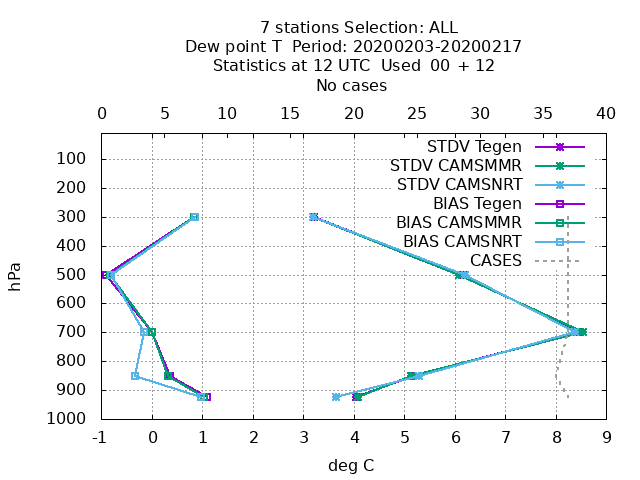 7 stations Selection: ALL
Dew point T  Period: 20200203-20200217
Statistics at 12 UTC  Used  00 + 12
No cases
0 5 10 15 20 25 30 35 40
STDV Tegen
STDV CAMSMMR
STDV CAMSNRT
BIAS Tegen
BIAS CAMSMMR
BIAS CAMSNRT
CASES
hPa
100
200
300
400
500
600
700
800
900
1000
-1 0 1 2 3 4 5 6 7 8 9
deg C